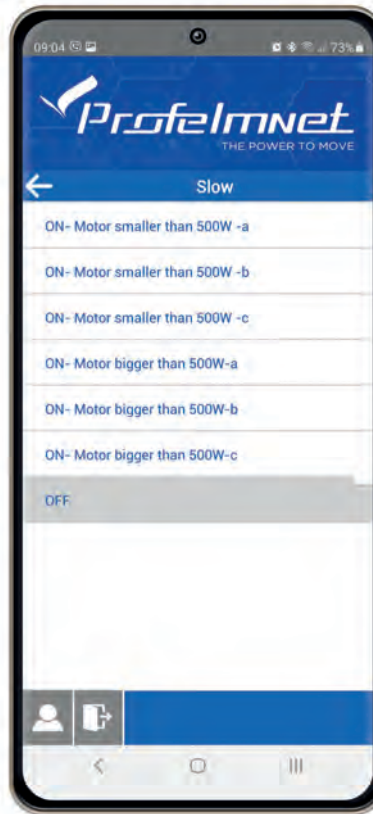 09:04
73%
Profelmnet
THE POWER TO MOVE
Slow
ON- Motor smaller than 500W -a
ON- Motor smaller than 500W -b
ON- Motor smaller than 500W -c
ON- Motor bigger than 500W-a
ON- Motor bigger than 500W-b
ON- Motor bigger than 500W-c
OFF